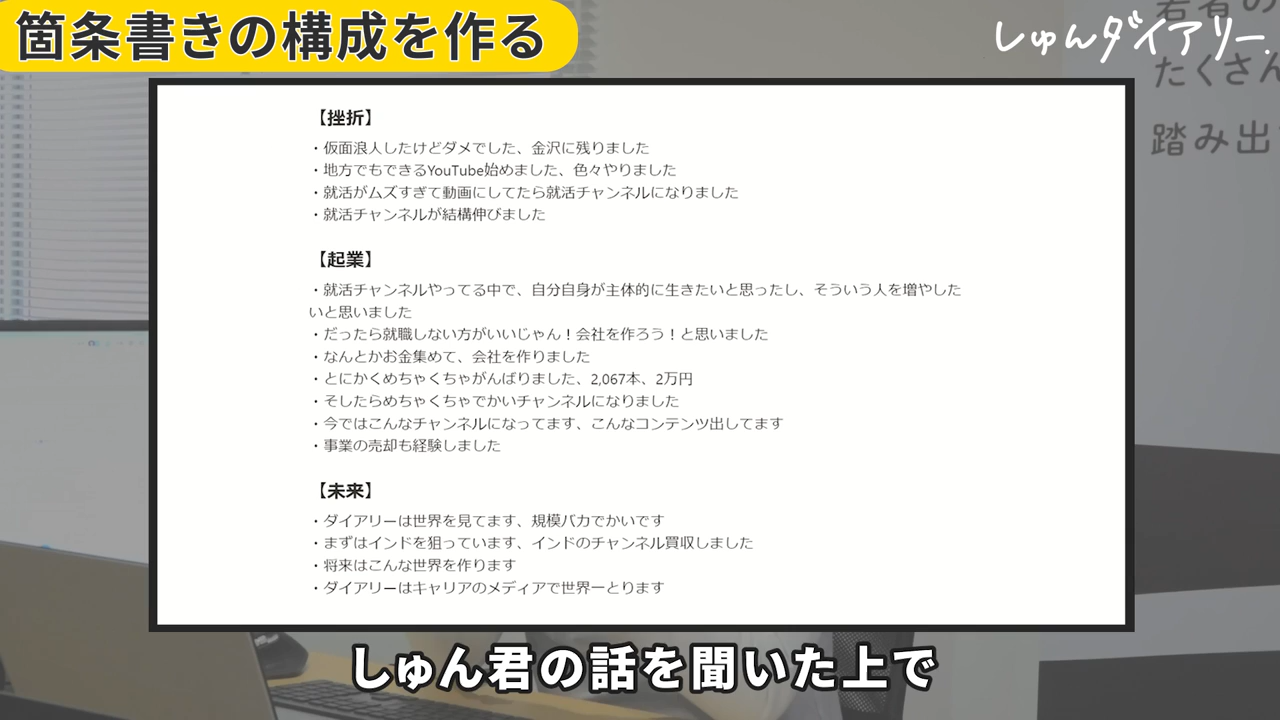 箇条書きの構成を作る
しゅんダイアリー.
若者の
たくさん
踏み出
【挫折】
・仮面浪人したけどダメでした、金沢に残りました
・地方でもできるYouTube始めました、色々やりました
・就活がムズすぎて動画にしてたら就活チャンネルになりました
・就活チャンネルが結構伸びました
【起業】
・就活チャンネルやってる中で、自分自身が主体的に生きたいと思ったし、そういう人を増やした
いと思いました
・だったら就職しない方がいいじゃん！会社を作ろう！と思いました
・なんとかお金集めて、会社を作りました
・とにかくめちゃくちゃがんばりました、2,067本、2万円
・そしたらめちゃくちゃでかいチャンネルになりました
・今ではこんなチャンネルになってます、こんなコンテンツ出してます
・事業の売却も経験しました
【未来】
・ダイアリーは世界を見てます、規模バカでかいです
・まずはインドを狙っています、インドのチャンネル買収しました
・将来はこんな世界を作ります
・ダイアリーはキャリアのメディアで世界一とります
しゅん君の話を聞いた上で